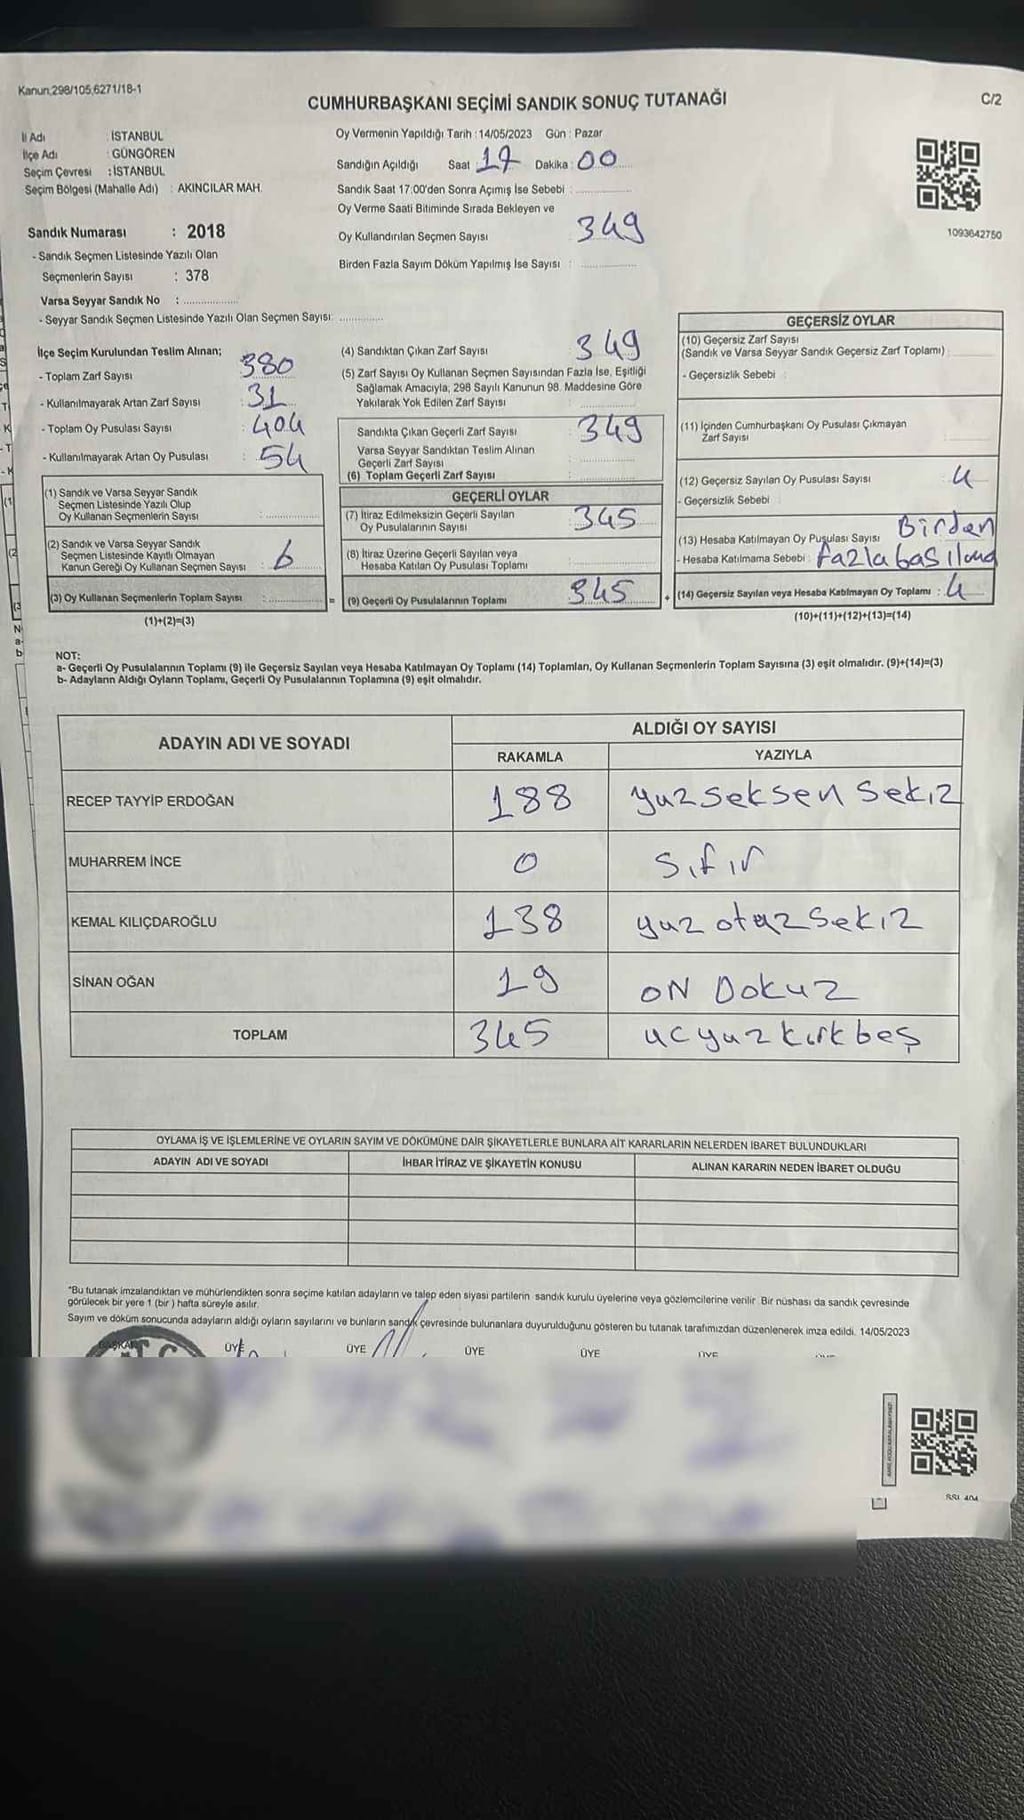 Kanun,298/105,6271/18-1
CUMHURBAŞKANI SEÇİMİ SANDIK SONUÇ TUTANAĞI
C/2
İl Adı : İSTANBUL
İlçe Adı : GÜNGÖREN
Seçim Çevresi : İSTANBUL
Seçim Bölgesi (Mahalle Adı) : AKINCILAR MAH.
Sandık Numarası : 2018
- Sandık Seçmen Listesinde Yazılı Olan
Seçmenlerin Sayısı : 378
Varsa Seyyar Sandık No :
- Seyyar Sandık Seçmen Listesinde Yazılı Olan Seçmen Sayısı:
Oy Vermenin Yapıldığı Tarih : 14/05/2023 Gün : Pazar
Sandığın Açıldığı Saat : 17 Dakika : 00
Sandık Saat 17:00'den Sonra Açımış İse Sebebi :
Oy Verme Saati Bitiminde Sırada Bekleyen ve
Oy Kullandırılan Seçmen Sayısı 349
Birden Fazla Sayım Döküm Yapılmış İse Sayısı :
1093642750
İlçe Seçim Kurulundan Teslim Alınan;
- Toplam Zarf Sayısı : 380
- Kullanılmayarak Artan Zarf Sayısı : 31
- Toplam Oy Pusulası Sayısı : 404
- Kullanılmayarak Artan Oy Pusulası : 54
(1) Sandık ve Varsa Seyyar Sandık
Seçmen Listesinde Yazılı Olup
Oy Kullanan Seçmenlerin Sayısı :
(2) Sandık ve Varsa Seyyar Sandık
Seçmen Listesinde Kayıtlı Olmayan
Kanun Gereği Oy Kullanan Seçmen Sayısı : 6
(3) Oy Kullanan Seçmenlerin Toplam Sayısı :
(1)+(2)=(3)
(4) Sandıktan Çıkan Zarf Sayısı 349
(5) Zarf Sayısı Oy Kullanan Seçmen Sayısından Fazla İse, Eşitliği
Sağlamak Amacıyla, 298 Sayılı Kanunun 98. Maddesine Göre
Yakılarak Yok Edilen Zarf Sayısı :
Sandıkta Çıkan Geçerli Zarf Sayısı : 349
Varsa Seyyar Sandıktan Teslim Alınan
Geçerli Zarf Sayısı
(6) Toplam Geçerli Zarf Sayısı :
GEÇERLİ OYLAR
(7) İtiraz Edilmeksizin Geçerli Sayılan
Oy Pusulalarının Sayısı 345
(8) İtiraz Üzerine Geçerli Sayılan veya
Hesaba Katılan Oy Pusulası Toplamı
= (9) Geçerli Oy Pusulalarının Toplamı 345
GEÇERSİZ OYLAR
(10) Geçersiz Zarf Sayısı
(Sandık ve Varsa Seyyar Sandık Geçersiz Zarf Toplamı) :
- Geçersizlik Sebebi :
(11) İçinden Cumhurbaşkanı Oy Pusulası Çıkmayan
Zarf Sayısı
(12) Geçersiz Sayılan Oy Pusulası Sayısı : 4
- Geçersizlik Sebebi
(13) Hesaba Katılmayan Oy Pusulası Sayısı : Birden
- Hesaba Katılmama Sebebi : fazla
+ (14) Geçersiz Sayılan veya Hesaba Katılmayan Oy Toplamı : 4
(10)+(11)+(12)+(13)=(14)
NOT:
a- Geçerli Oy Pusulalarının Toplamı (9) ile Geçersiz Sayılan veya Hesaba Katılmayan Oy Toplamı (14) Toplamları, Oy Kullanan Seçmenlerin Toplam Sayısına (3) eşit olmalıdır. (9)+(14)=(3)
b- Adayların Aldığı Oyların Toplamı, Geçerli Oy Pusulalarının Toplamına (9) eşit olmalıdır.
ADAYIN ADI VE SOYADI
ALDIĞI OY SAYISI
RAKAMLA YAZIYLA
RECEP TAYYİP ERDOĞAN 188 yuzseksen sekiz
MUHARREM İNCE 0 sıfır
KEMAL KILIÇDAROĞLU 138 yuz otuz sekız
SİNAN OĞAN 19 oN Dokuz
TOPLAM 345 ucyuz kırk beş
OYLAMA İŞ VE İŞLEMLERİNE VE OYLARIN SAYIM VE DÖKÜMÜNE DAİR ŞİKAYETLERLE BUNLARA AİT KARARLARIN NELERDEN İBARET BULUNDUKLARI
ADAYIN ADI VE SOYADI İHBAR İTİRAZ VE ŞİKAYETİN KONUSU ALINAN KARARIN NEDEN İBARET OLDUĞU
*Bu tutanak imzalandıktan ve mühürlendikten sonra seçime katılan adayların ve talep eden siyasi partilerin sandık kurulu üyelerine veya gözlemcilerine verilir. Bir nüshası da sandık çevresinde
görülecek bir yere 1 (bir ) hafta süreyle asılır.
Sayım ve döküm sonucunda adayların aldığı oyların sayılarını ve bunların sandık çevresinde bulunanlara duyurulduğunu gösteren bu tutanak tarafımızdan düzenlenerek imza edildi. 14/05/2023
BAŞKAN ÜYE ÜYE ÜYE ÜYE ÜYE